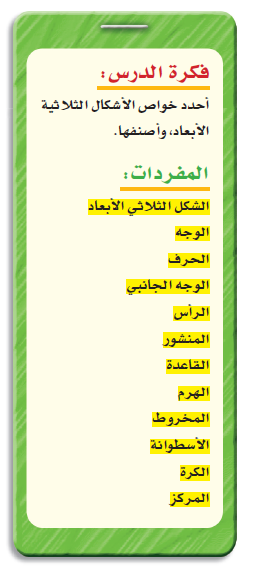 فكرة الدرس:
أحدد خواص الأشكال الثلاثية
الأبعاد، وأصنفها.
المفردات:
الشكل الثلاثي الأبعاد
الوجه
الحرف
الوجه الجانبي
الرأس
المنشور
القاعدة
الهرم
المخروط
الأسطوانة
الكرة
المركز